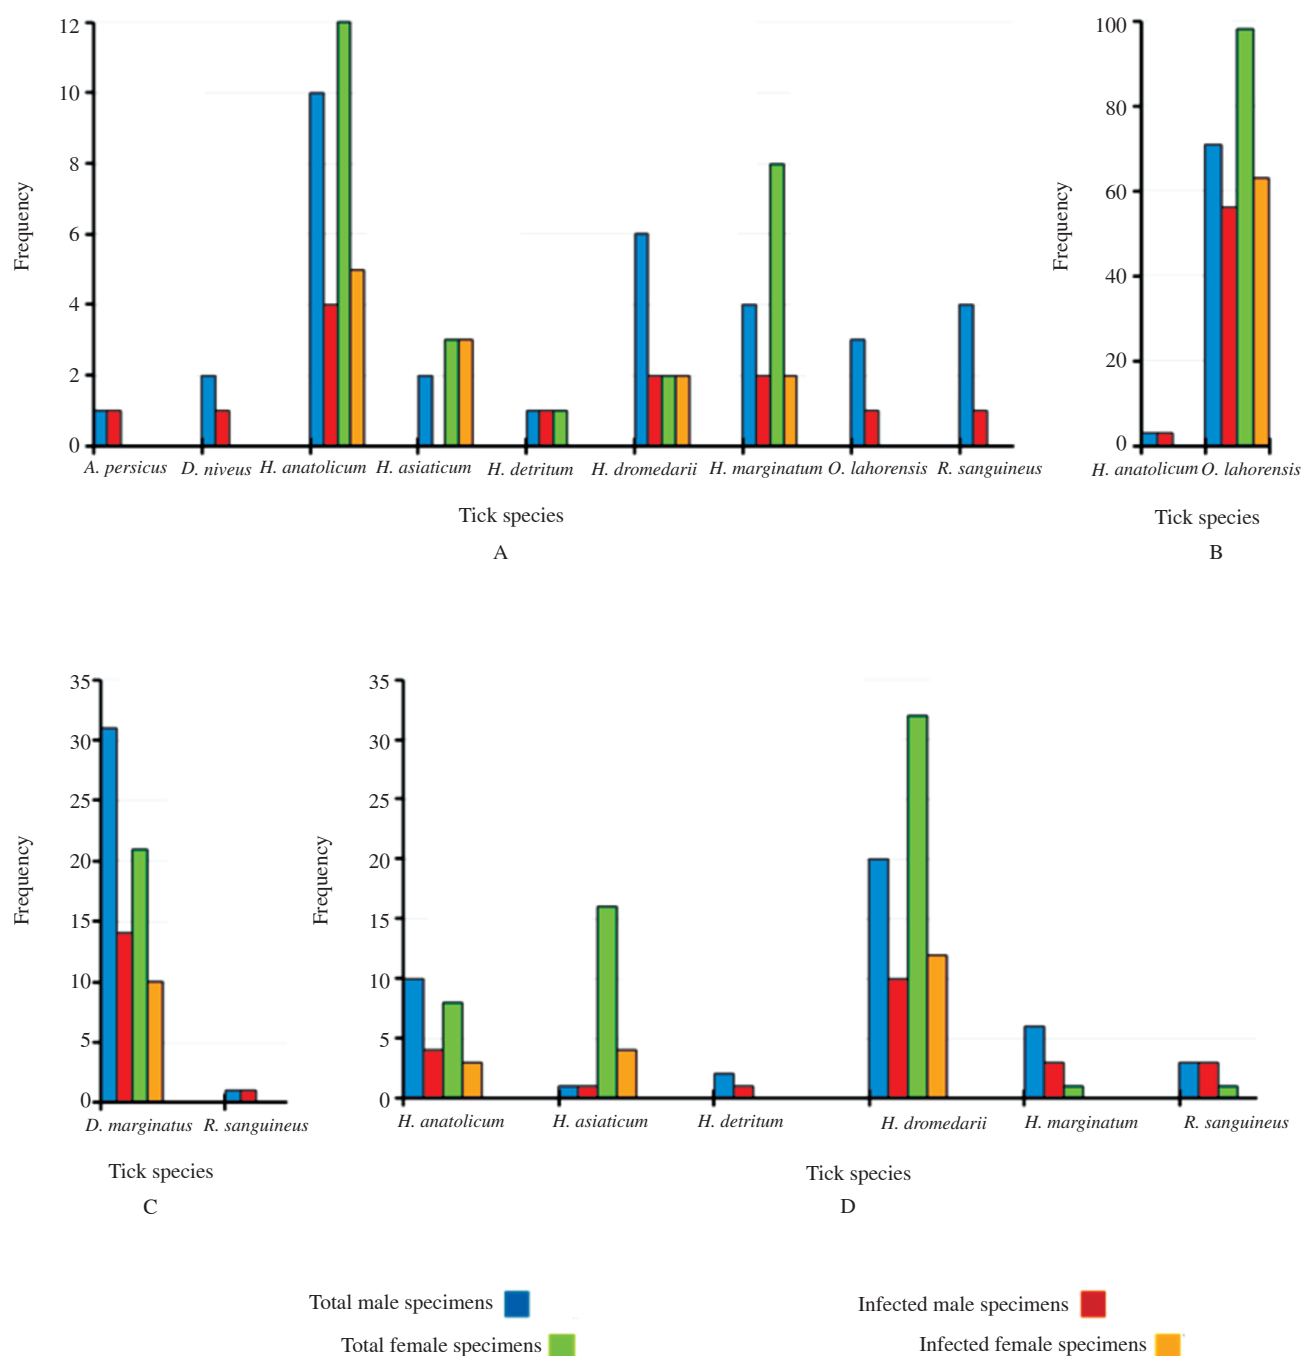 12
10
8
6
4
2
0
Frequency
A. persicus D. niveus H. anatolicum H. asiaticum H. detritum H. dromedarii H. marginatum O. lahorensis R. sanguineus
Tick species
A
100
80
60
40
20
0
Frequency
H. anatolicum O. lahorensis
Tick species
B
35
30
25
20
15
10
5
0
Frequency
D. marginatus R. sanguineus
Tick species
C
35
30
25
20
15
10
5
0
Frequency
H. anatolicum H. asiaticum H. detritum H. dromedarii H. marginatum R. sanguineus
Tick species
D
Total male specimens
Infected male specimens
Total female specimens
Infected female specimens